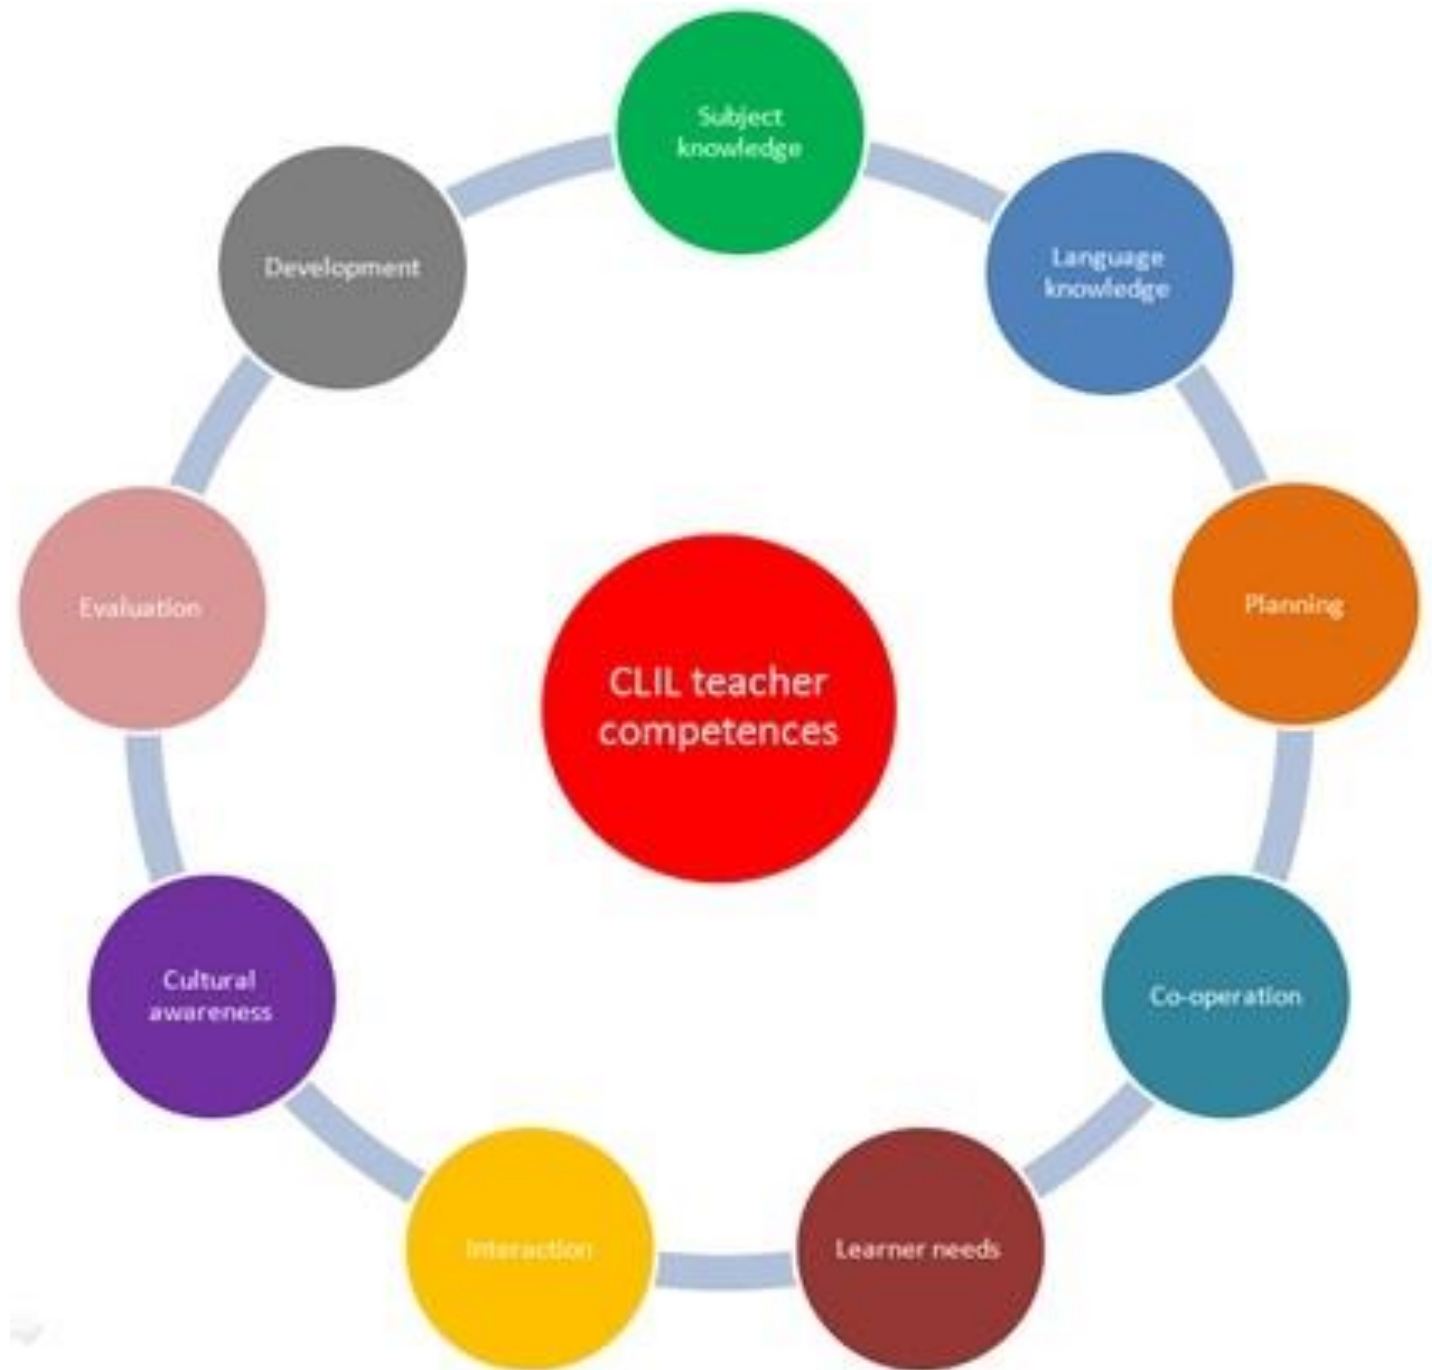 Subject
knowledge
Language
knowledge
Planning
Co-operation
Learner needs
Interaction
Cultural
awareness
Evaluation
Development
CLIL teacher
competences